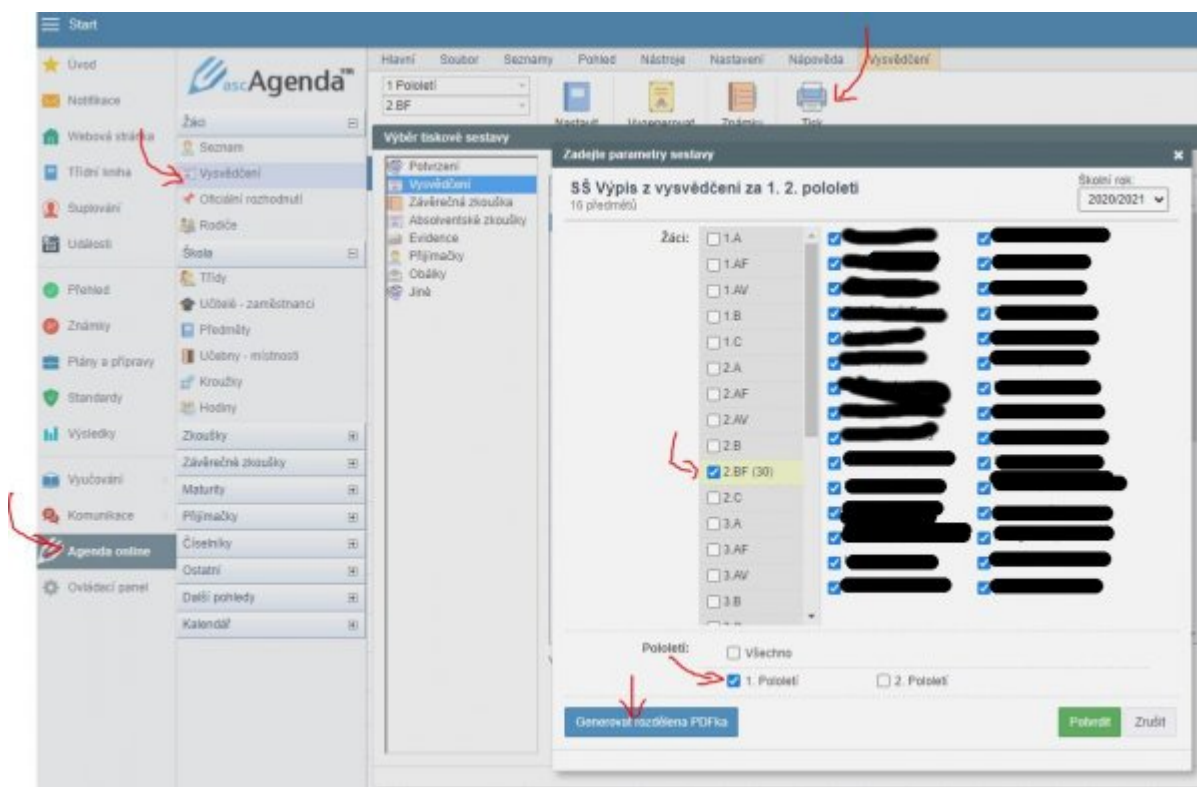 Start
Úvod
Notifikace
Webová stránka
Třídní kniha
Suplování
Události
Přehled
Známky
Plány a přípravy
Standardy
Výsledky
Vyučování
Komunikace
Agenda online
Ovládací panel
ascAgenda™
Žáci
Seznam
Vysvědčení
Oficiální rozhodnutí
Rodiče
Škola
Třídy
Učitelé - zaměstnanci
Předměty
Učebny - místnosti
Kroužky
Hodiny
Zkoušky
Závěrečné zkoušky
Maturity
Přijímačky
Číselníky
Ostatní
Další pohledy
Kalendář
Hlavní Soubor Seznamy Pohled Nástroje Nastavení Nápověda Vysvědčení
1 Pololetí
2.BF
Nastavit Vygenerovat Známky Tisk
Výběr tiskové sestavy
Potvrzení
Vysvědčení
Závěrečná zkouška
Absolventské zkoušky
Evidence
Přijímačky
Obálky
Jiné
Zadejte parametry sestavy
SŠ Výpis z vysvědčení za 1. 2. pololetí
16 předmětů
Školní rok:
2020/2021
Žáci:
1.A
1.AF
1.AV
1.B
1.C
2.A
2.AF
2.AV
2.B
2.BF (30)
2.C
3.A
3.AF
3.AV
3.B
Pololetí:
Všechno
1. Pololetí 2. Pololetí
Generovat rozdělena PDFka
Potvrdit Zrušit